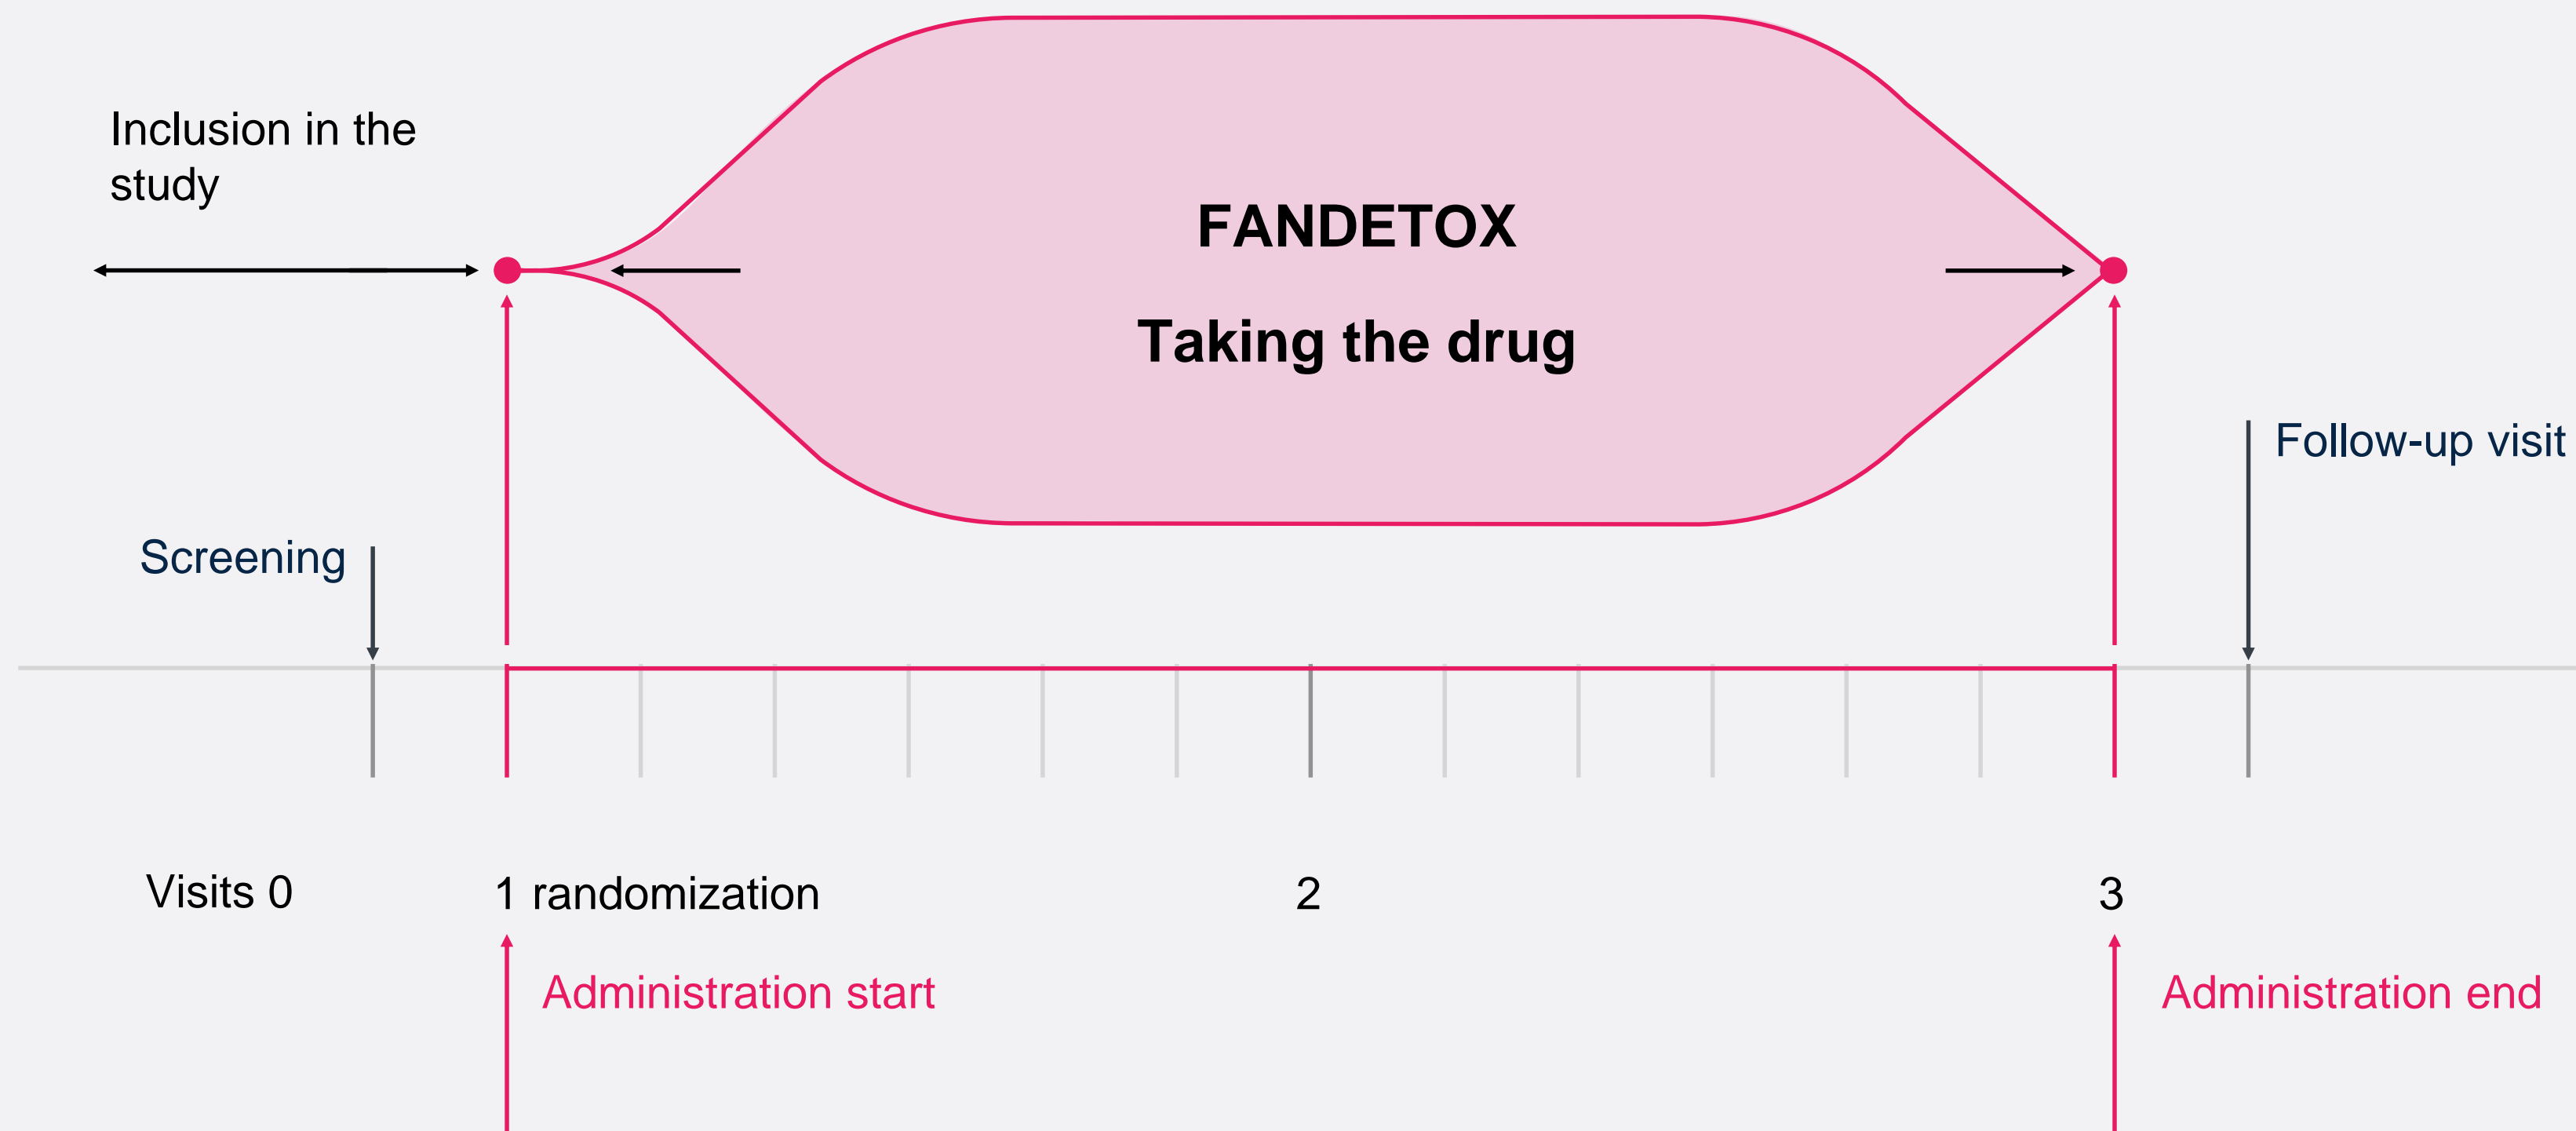 Inclusion in the
study
FANDETOX
Taking the drug
Follow-up visit
Screening
Visits 0
1 randomization
2
3
Administration start
Administration end